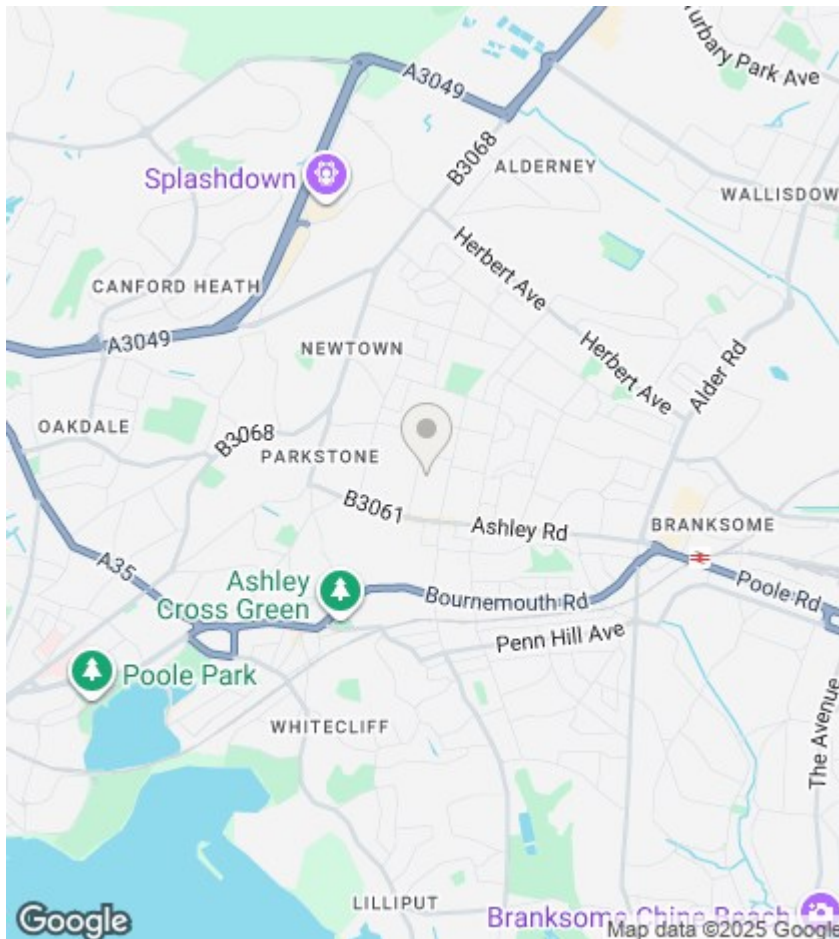 Turbary Park Ave
A3049
B3068
ALDERNEY
Splashdown
WALLISDOW
Herbert Ave
CANFORD HEATH
A3049
NEWTOWN
Herbert Ave
Alder Rd
OAKDALE
B3068
PARKSTONE
B3061
Ashley Rd
BRANKSOME
A35
Ashley
Cross Green
Bournemouth Rd
Poole Rd
Penn Hill Ave
Poole Park
WHITECLIFF
The Avenue
LILLIPUT
Branksome Chine Beach
Google
Map data ©2025 Google